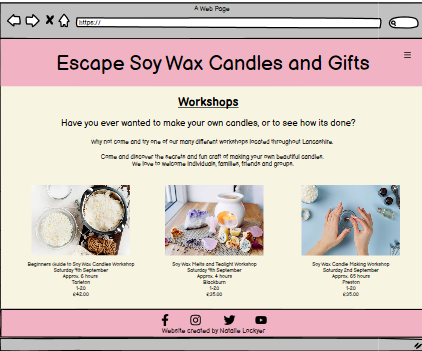 A Web Page
https://
Escape Soy Wax Candles and Gifts
Workshops
Have you ever wanted to make your own candles, or to see how its done?
Why not come and try one of our many different workshops located throughout Lancashire.
Come and discover the secrets and fun craft of making your own beautiful candles.
We love to welcome individuals, families, friends and groups.
Beginners Guide to Soy Wax Candles Workshop
Saturday 9th September
Approx. 6 hours
Tarleton
1-20
£42.00
Soy Wax Melts and Tealight Workshop
Saturday 9th September
Approx. 4 hours
Blackburn
1-20
£35.00
Soy Wax Candle Making Workshop
Saturday 2nd September
Approx. 65 hours
Preston
1-20
£35.00
Website created by Natalie Lockyer